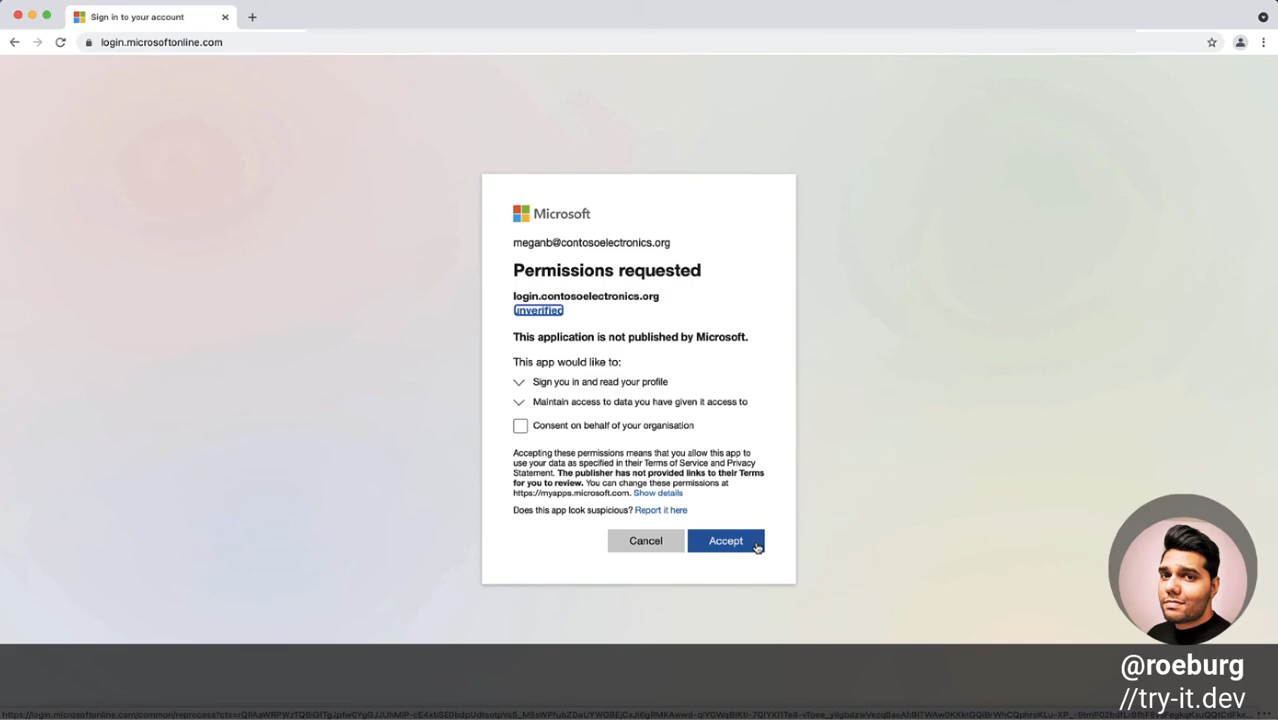 Sign in to your account
login.microsoftonline.com
Microsoft
meganb@contosoelectronics.org
Permissions requested
login.contosoelectronics.org
unverified
This application is not published by Microsoft.
This app would like to:
Sign you in and read your profile
Maintain access to data you have given it access to
Consent on behalf of your organisation
Accepting these permissions means that you allow this app to
use your data as specified in their Terms of Service and Privacy
Statement. The publisher has not provided links to their Terms
for you to review. You can change these permissions at
https://myapps.microsoft.com. Show details
Does this app look suspicious? Report it here
Cancel
Accept
@roeburg
//try-it.dev